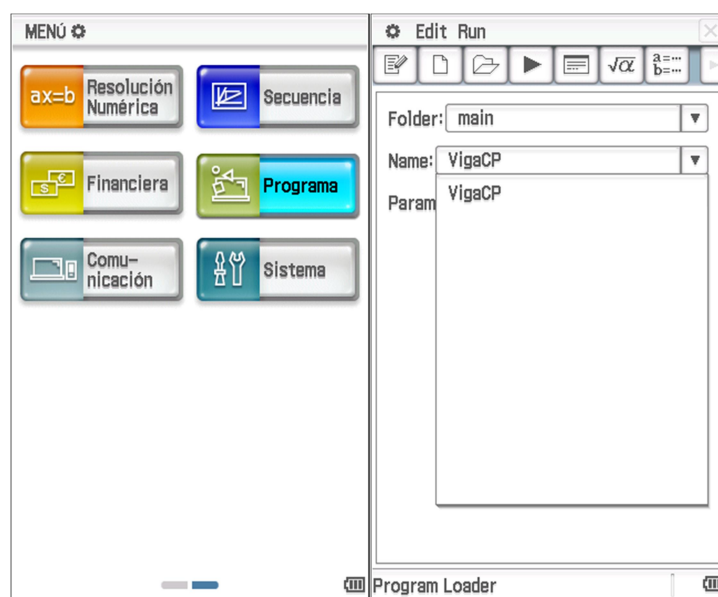 MENÚ
ax=b
Resolución
Numérica
Secuencia
$ €
Financiera
Programa
Comu-
nicación
Sistema
Edit Run
√α
a=...
b=...
Folder: main
Name: VigaCP
Param
VigaCP
Program Loader